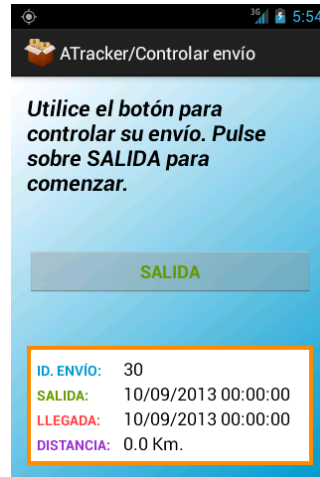 3G 5:54
ATracker/Controlar envío
Utilice el botón para
controlar su envío. Pulse
sobre SALIDA para
comenzar.
SALIDA
ID. ENVÍO: 30
SALIDA: 10/09/2013 00:00:00
LLEGADA: 10/09/2013 00:00:00
DISTANCIA: 0.0 Km.